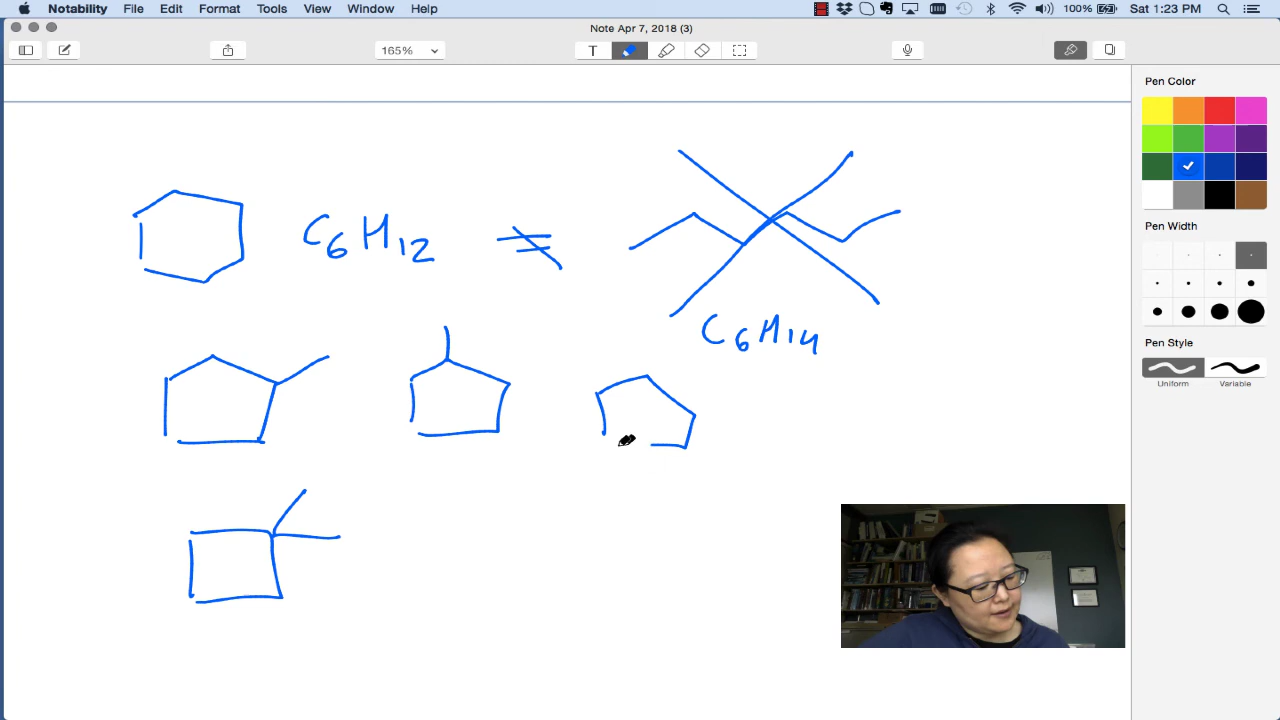 Notability File Edit Format Tools View Window Help 100% Sat 1:23 PM
Note Apr 7, 2018 (3)
165% T
Pen Color
C6H12 ≠
C6H14
Pen Width
Pen Style
Uniform Variable